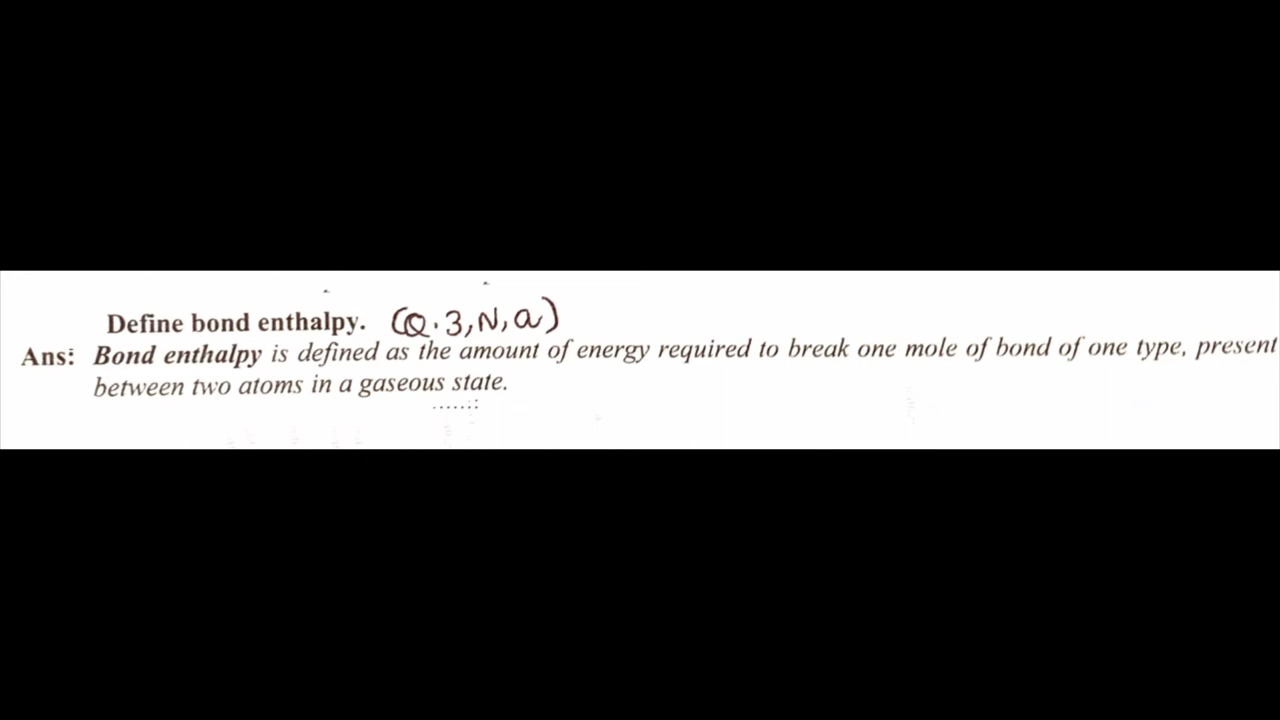 Define bond enthalpy. (Q.3,N,a)
Ans: Bond enthalpy is defined as the amount of energy required to break one mole of bond of one type, present
between two atoms in a gaseous state.